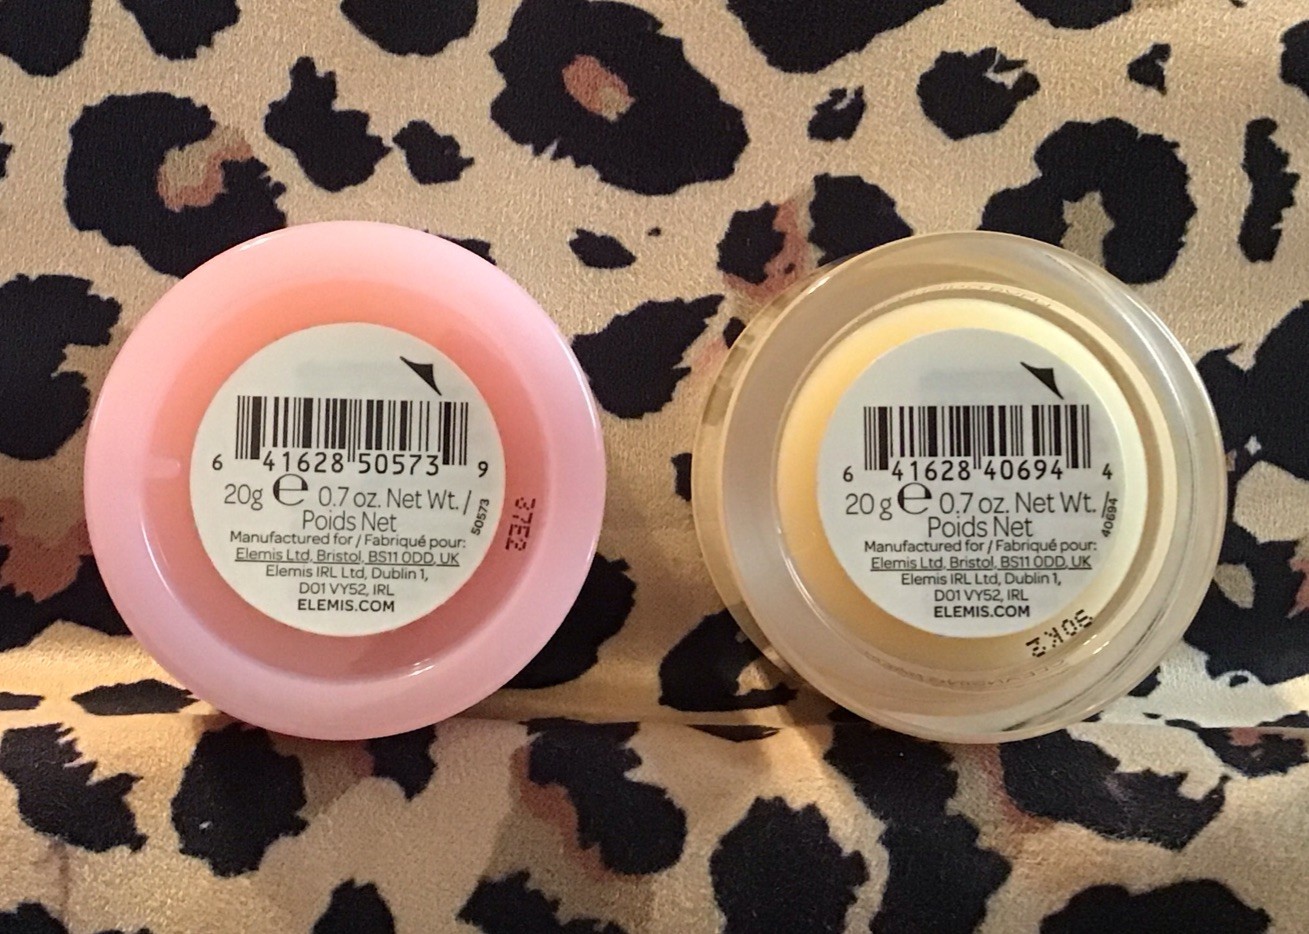 6 41628 50573 9
20g ℮ 0.7 oz. Net Wt. /
Poids Net
Manufactured for / Fabriqué pour:
Elemis Ltd, Bristol, BS11 0DD, UK
Elemis IRL Ltd, Dublin 1,
D01 VY52, IRL
ELEMIS.COM
50573
37E2
6 41628 40694 4
20 g ℮ 0.7 oz. Net Wt. /
Poids Net
Manufactured for / Fabriqué pour:
Elemis Ltd, Bristol, BS11 0DD, UK
Elemis IRL Ltd, Dublin 1,
D01 VY52, IRL
ELEMIS.COM
40694